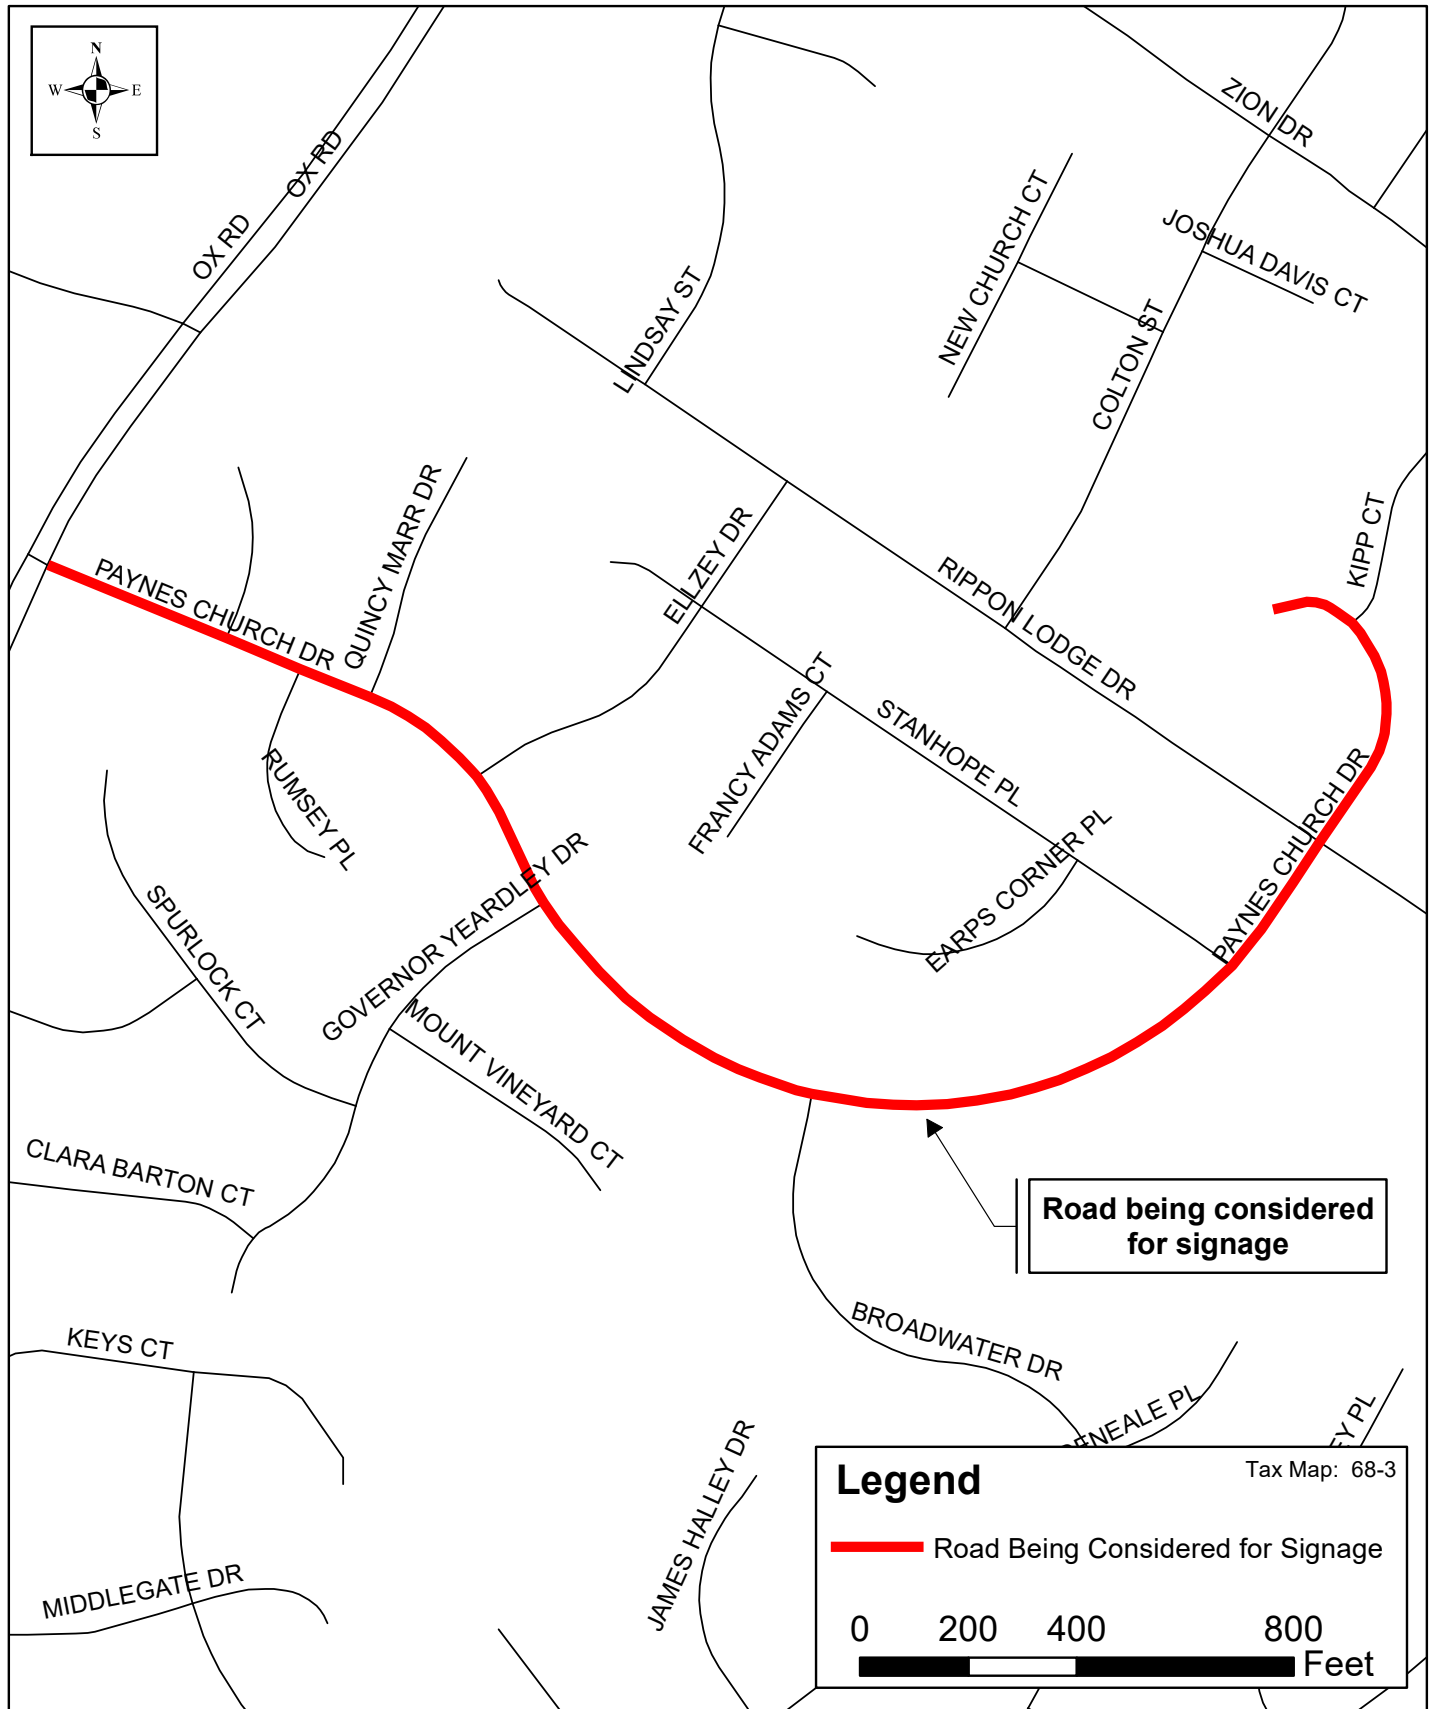 N
W E
S
OX RD
OX RD
ZION DR
JOSHUA DAVIS CT
NEW CHURCH CT
LINDSAY ST
COLTON ST
QUINCY MARR DR
ELLZEY DR
KIPP CT
PAYNES CHURCH DR
RIPPON LODGE DR
FRANCY ADAMS CT
STANHOPE PL
RUMSEY PL
PAYNES CHURCH DR
EARPS CORNER PL
GOVERNOR YEARDLEY DR
SPURLOCK CT
MOUNT VINEYARD CT
CLARA BARTON CT
Road being considered
for signage
BROADWATER DR
KEYS CT
PL
JAMES HALLEY DR
PL
MIDDLEGATE DR
Legend
Tax Map: 68-3
Road Being Considered for Signage
0 200 400 800
Feet